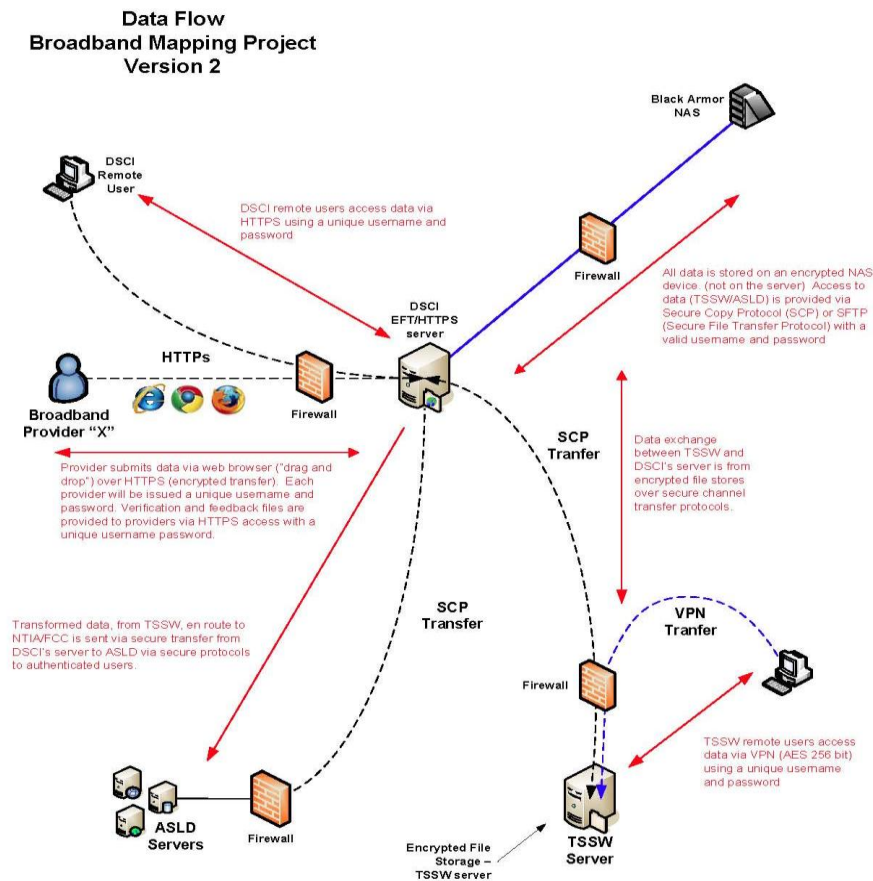 Data Flow
Broadband Mapping Project
Version 2
Black Armor
NAS
DSCI
Remote
User
DSCI remote users access data via
HTTPS using a unique username and
password
Firewall
All data is stored on an encrypted NAS
device. (not on the server)  Access to
data (TSSW/ASLD) is provided via
Secure Copy Protocol (SCP) or SFTP
(Secure File Transfer Protocol) with a
valid username and password
DSCI
EFT/HTTPS
server
HTTPs
Broadband
Provider "X"
Firewall
Provider submits data via web browser ("drag and
drop") over HTTPS (encrypted transfer).  Each
provider will be issued a unique username and
password. Verification and feedback files are
provided to providers via HTTPS access with a
unique username password.
SCP
Tranfer
Data exchange
between TSSW and
DSCI's server is from
encrypted file stores
over secure channel
transfer protocols.
Transformed data, from TSSW, en route to
NTIA/FCC is sent via secure transfer from
DSCI's server to ASLD via secure protocols
to authenticated users.
SCP
Transfer
VPN
Tranfer
Firewall
TSSW remote users access
data via VPN (AES 256 bit)
using a unique username
and password
ASLD
Servers
Firewall
Encrypted File
Storage –
TSSW server
TSSW
Server